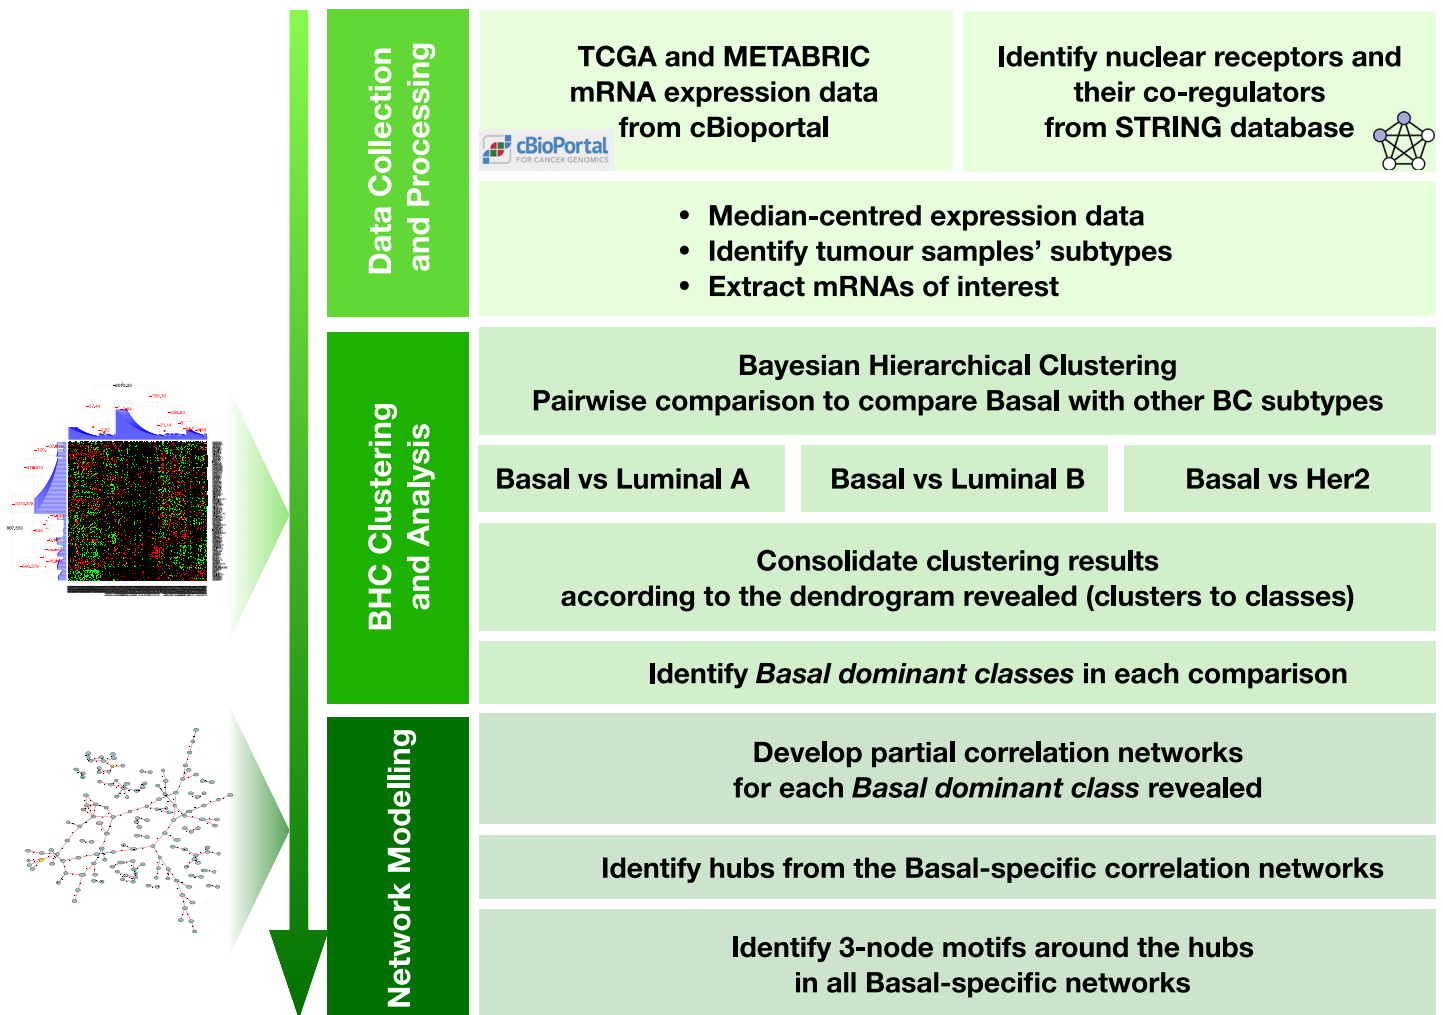 Data Collection
and Processing
TCGA and METABRIC
mRNA expression data
from cBioportal
cBioPortal
FOR CANCER GENOMICS
Identify nuclear receptors and
their co-regulators
from STRING database
• Median-centred expression data
• Identify tumour samples’ subtypes
• Extract mRNAs of interest
BHC Clustering
and Analysis
Bayesian Hierarchical Clustering
Pairwise comparison to compare Basal with other BC subtypes
Basal vs Luminal A
Basal vs Luminal B
Basal vs Her2
Consolidate clustering results
according to the dendrogram revealed (clusters to classes)
Identify Basal dominant classes in each comparison
Network Modelling
Develop partial correlation networks
for each Basal dominant class revealed
Identify hubs from the Basal-specific correlation networks
Identify 3-node motifs around the hubs
in all Basal-specific networks